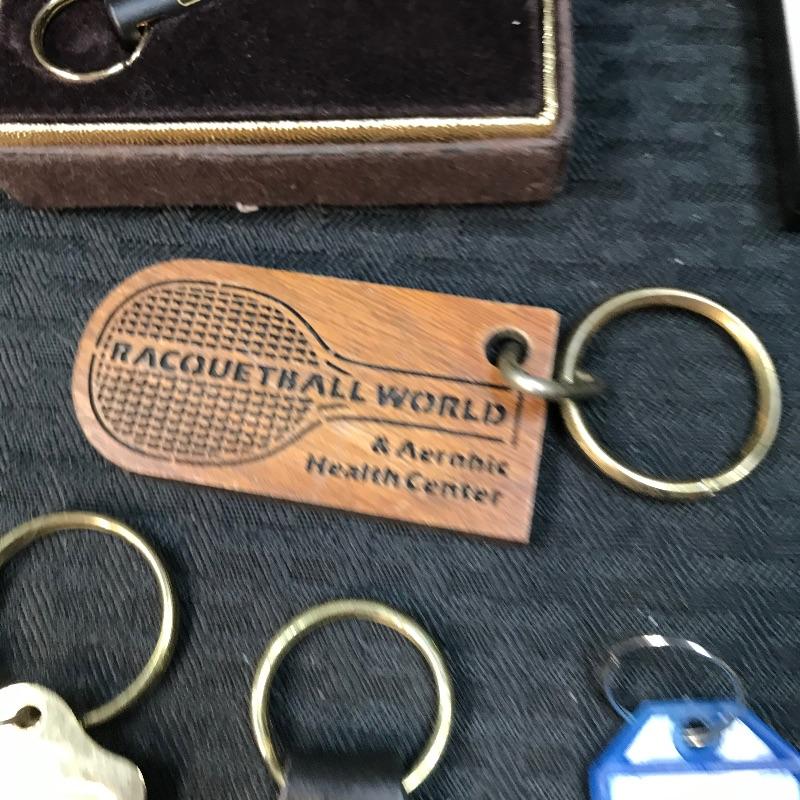 RACQUETBALL WORLD
& Aerobic
Health Center